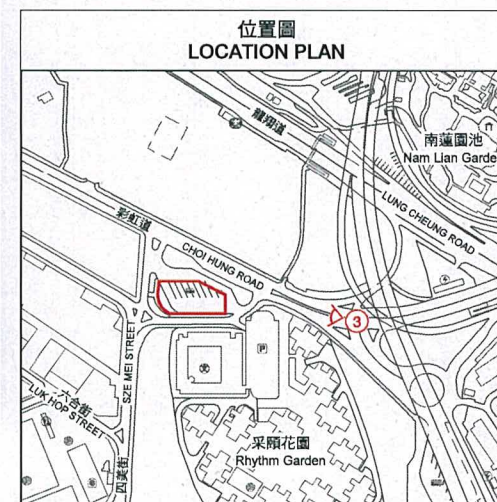 位置圖
LOCATION PLAN
龍翔道
南蓮園池
Nam Lian Garde
LUNG CHEUNG ROAD
彩虹道
CHOI HUNG ROAD
3
SZE MEI STREET
六合街
LUK HOP STREET
四美街
采頤花園
Rhythm Garden
P